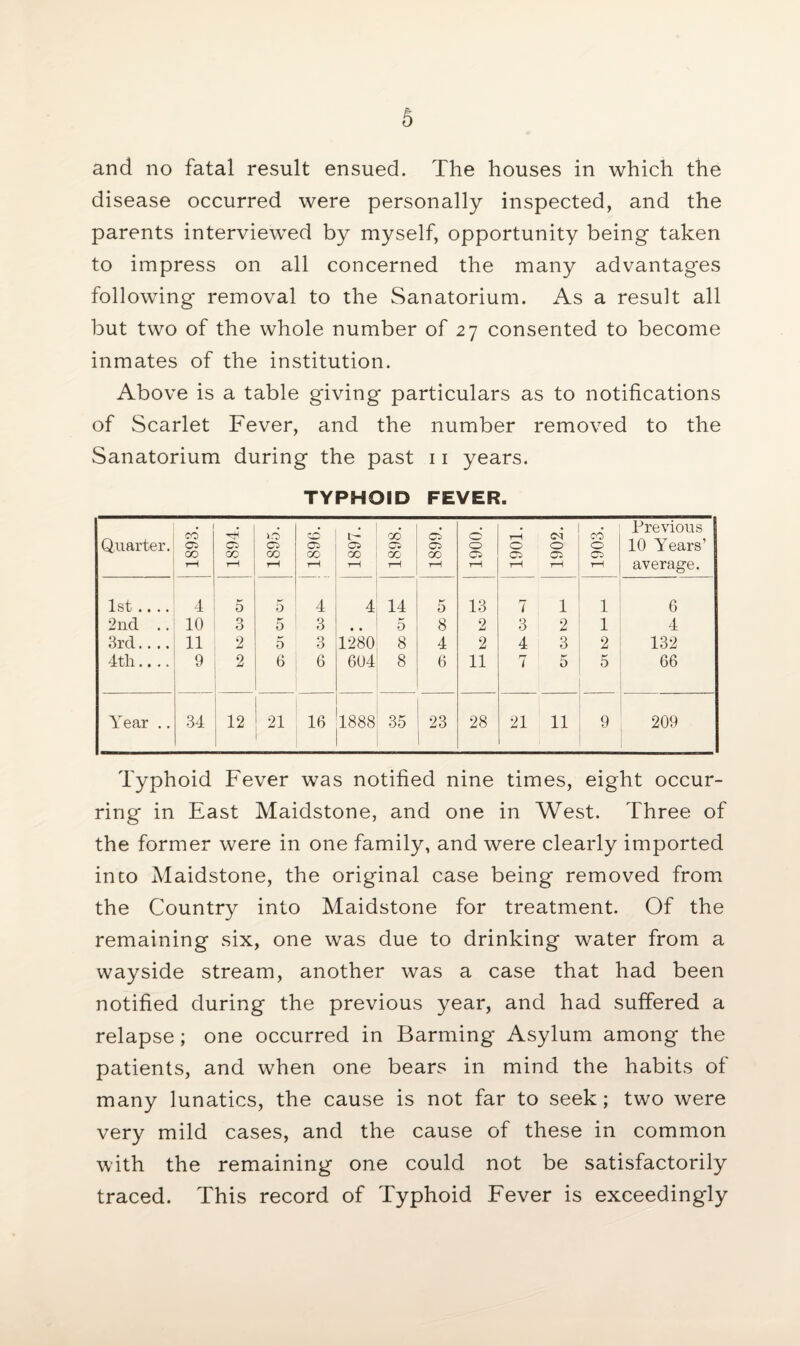 5
and no fatal result ensued. The houses in which the
disease occurred were personally inspected, and the
parents interviewed by myself, opportunity being taken
to impress on all concerned the many advantages
following removal to the Sanatorium. As a result all
but two of the whole number of 27 consented to become
inmates of the institution.
Above is a table giving particulars as to notifications
of Scarlet Fever, and the number removed to the
Sanatorium during the past 11 years.
TYPHOID FEVER.
Quarter. 1893. 1894. 1895. 1896. 1897. 1898. 1899. 1900. 1901. 1902. 1903. Previous 10 Years' average.
1st .... 4 5 5 4 4 14 5 13 7 1 1 6
2nd .. 10 3 5 3 .. 5 8 2 3 2 1 4
3rd.... 11 2 5 3 1280 8 4 2 4 3 2 132
4th.... 9 2 6 6 604 8 6 11 7 5 5 66
Year .. 34 12 21 16 1888 35 23 28 21 11 9 209
Typhoid Fever was notified nine times, eight occur-
ring in East Maidstone, and one in West. Three of
the former were in one family, and were clearly imported
into Maidstone, the original case being removed from
the Country into Maidstone for treatment. Of the
remaining six, one was due to drinking water from a
wayside stream, another was a case that had been
notified during the previous year, and had suffered a
relapse; one occurred in Barming Asylum among the
patients, and when one bears in mind the habits of
many lunatics, the cause is not far to seek; two were
very mild cases, and the cause of these in common
with the remaining one could not be satisfactorily
traced. This record of Typhoid Fever is exceedingly